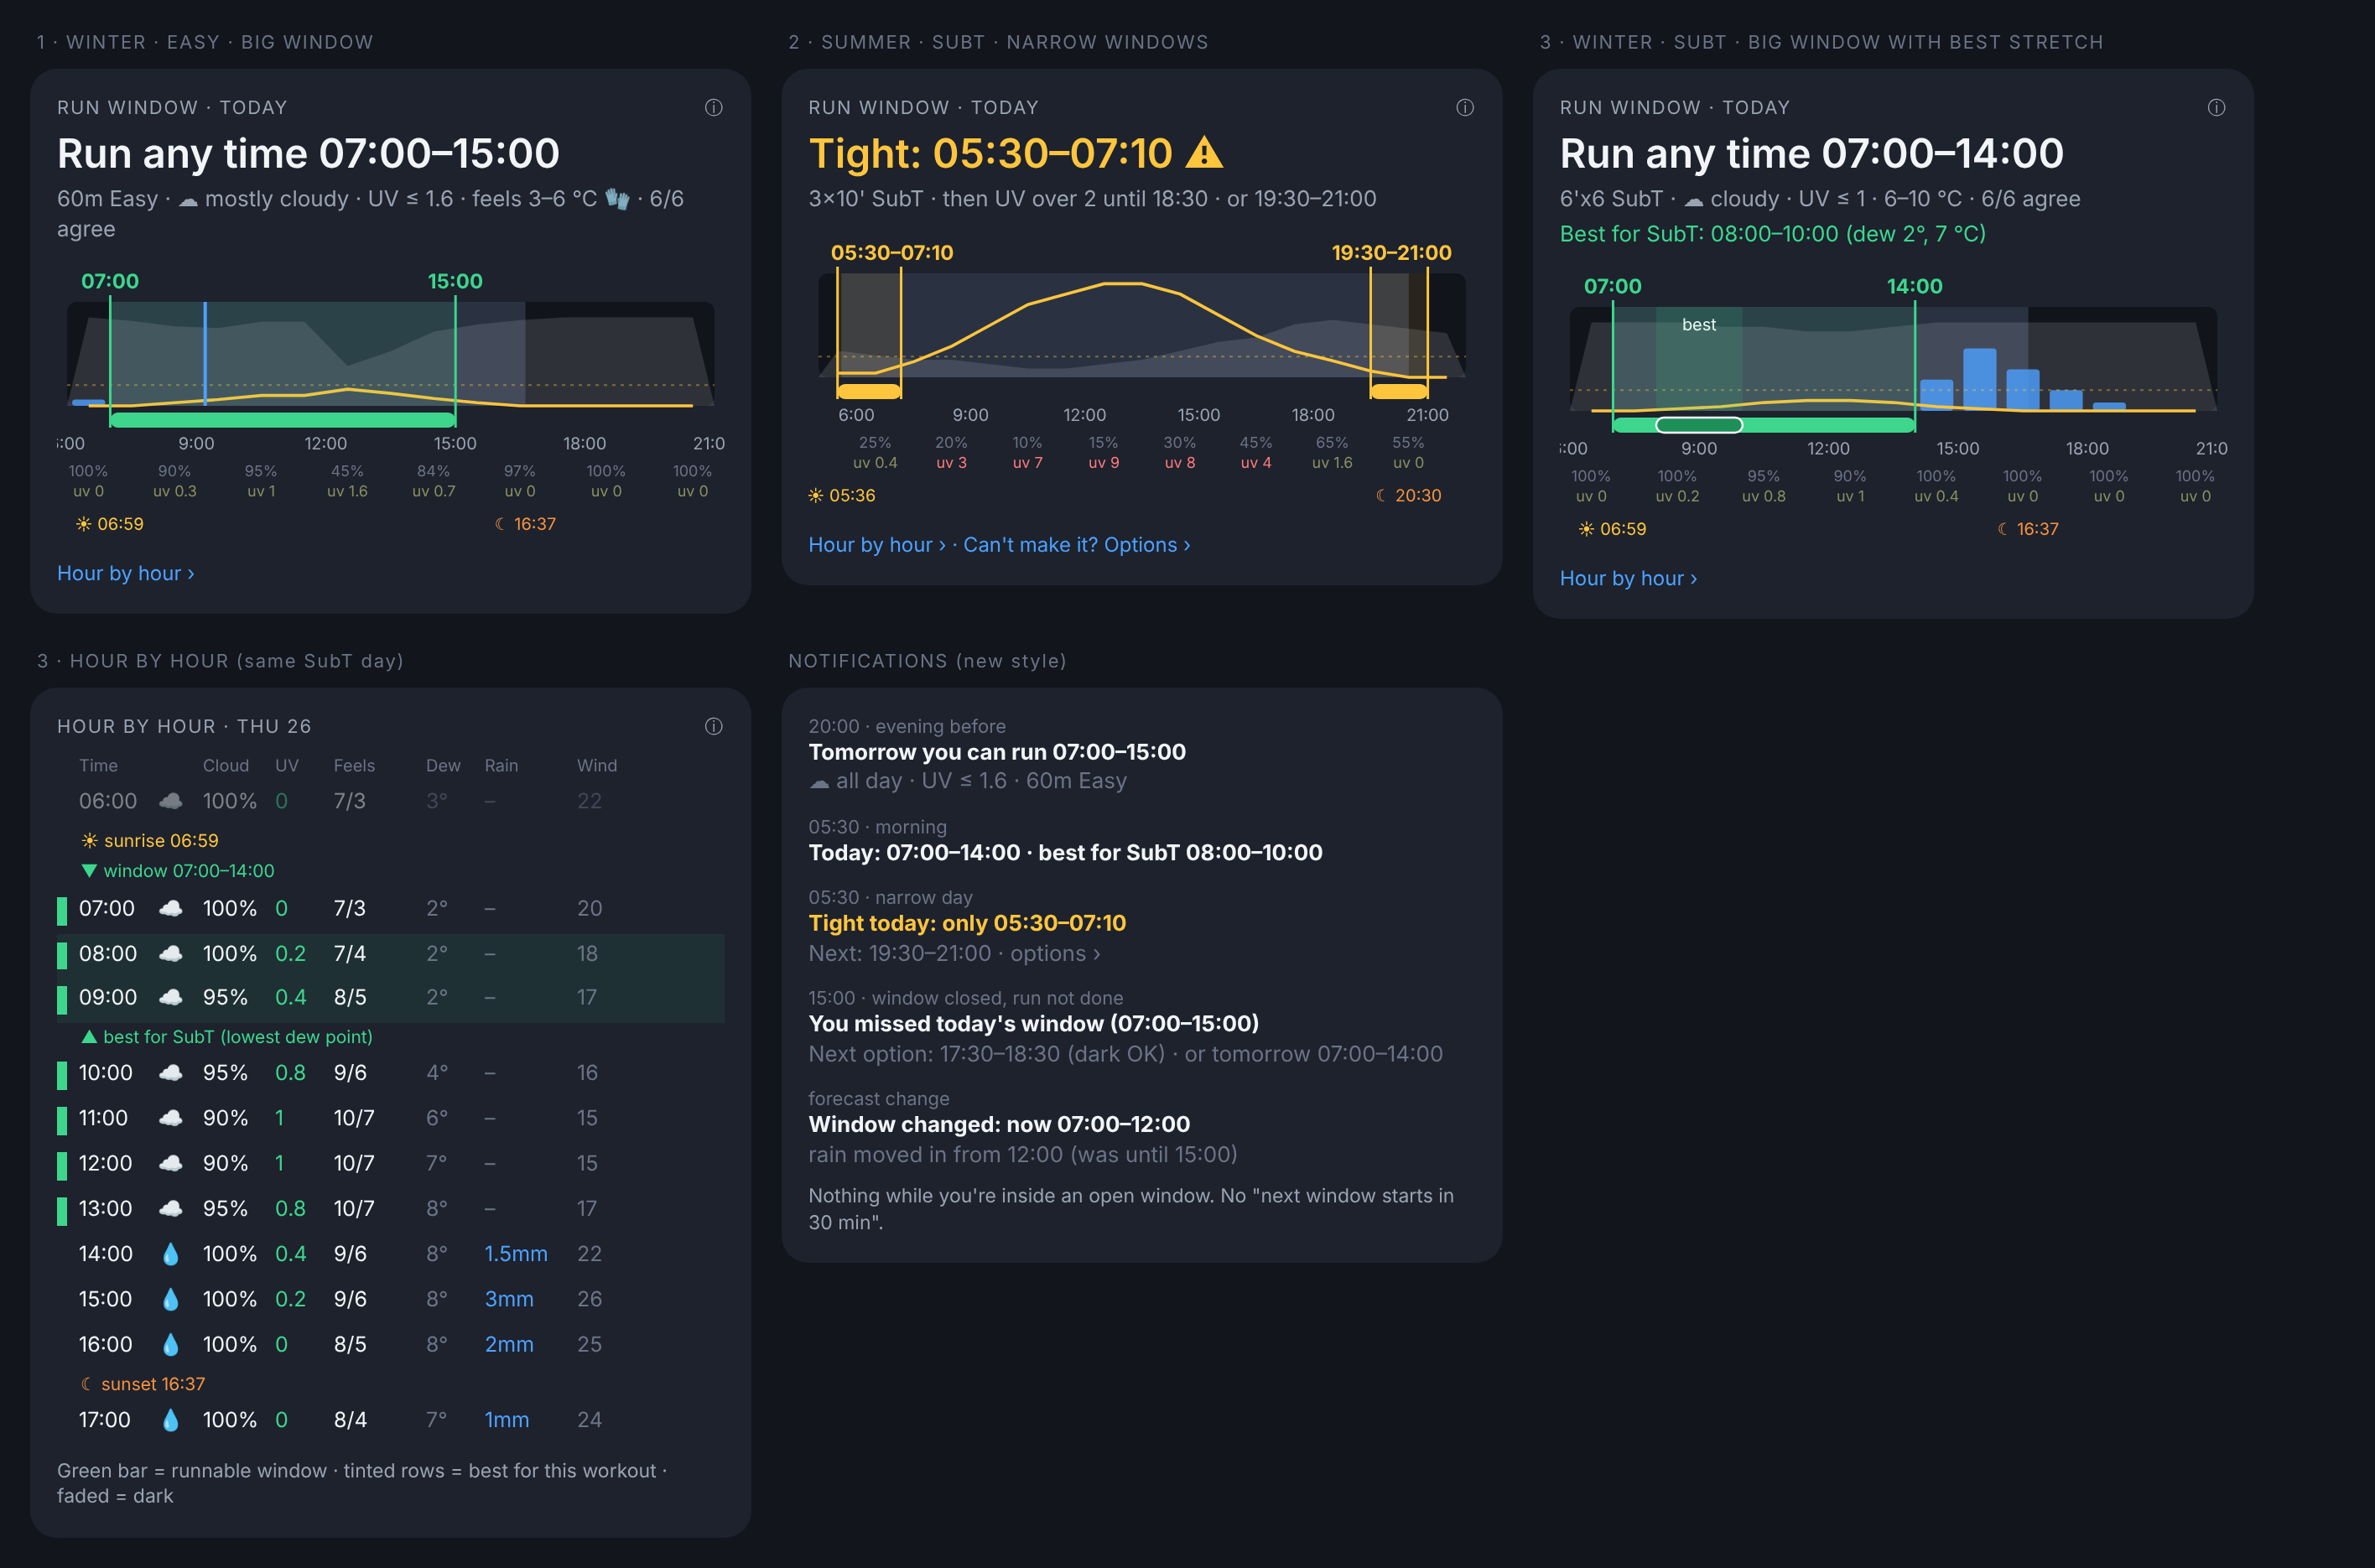 1 · WINTER · EASY · BIG WINDOW
RUN WINDOW · TODAY ⓘ
Run any time 07:00–15:00
60m Easy · ☁ mostly cloudy · UV ≤ 1.6 · feels 3–6 °C 🧤 · 6/6
agree
07:00 15:00
:00 9:00 12:00 15:00 18:00 21:0
100% 90% 95% 45% 84% 97% 100% 100%
uv 0 uv 0.3 uv 1 uv 1.6 uv 0.7 uv 0 uv 0 uv 0
☀ 06:59 ☾ 16:37
Hour by hour ›
2 · SUMMER · SUBT · NARROW WINDOWS
RUN WINDOW · TODAY ⓘ
Tight: 05:30–07:10 ⚠
3×10' SubT · then UV over 2 until 18:30 · or 19:30–21:00
05:30–07:10 19:30–21:00
6:00 9:00 12:00 15:00 18:00 21:00
25% 20% 10% 15% 30% 45% 65% 55%
uv 0.4 uv 3 uv 7 uv 9 uv 8 uv 4 uv 1.6 uv 0
☀ 05:36 ☾ 20:30
Hour by hour › · Can't make it? Options ›
3 · WINTER · SUBT · BIG WINDOW WITH BEST STRETCH
RUN WINDOW · TODAY ⓘ
Run any time 07:00–14:00
6'x6 SubT · ☁ cloudy · UV ≤ 1 · 6–10 °C · 6/6 agree
Best for SubT: 08:00–10:00 (dew 2°, 7 °C)
07:00 14:00
best
:00 9:00 12:00 15:00 18:00 21:0
100% 100% 95% 90% 100% 100% 100% 100%
uv 0 uv 0.2 uv 0.8 uv 1 uv 0.4 uv 0 uv 0 uv 0
☀ 06:59 ☾ 16:37
Hour by hour ›
3 · HOUR BY HOUR (same SubT day)
HOUR BY HOUR · THU 26 ⓘ
Time Cloud UV Feels Dew Rain Wind
06:00 ☁ 100% 0 7/3 3° – 22
☀ sunrise 06:59
▼ window 07:00–14:00
07:00 ☁ 100% 0 7/3 2° – 20
08:00 ☁ 100% 0.2 7/4 2° – 18
09:00 ☁ 95% 0.4 8/5 2° – 17
▲ best for SubT (lowest dew point)
10:00 ☁ 95% 0.8 9/6 4° – 16
11:00 ☁ 90% 1 10/7 6° – 15
12:00 ☁ 90% 1 10/7 7° – 15
13:00 ☁ 95% 0.8 10/7 8° – 17
14:00 💧 100% 0.4 9/6 8° 1.5mm 22
15:00 💧 100% 0.2 9/6 8° 3mm 26
16:00 💧 100% 0 8/5 8° 2mm 25
☾ sunset 16:37
17:00 💧 100% 0 8/4 7° 1mm 24
Green bar = runnable window · tinted rows = best for this workout ·
faded = dark
NOTIFICATIONS (new style)
20:00 · evening before
Tomorrow you can run 07:00–15:00
☁ all day · UV ≤ 1.6 · 60m Easy
05:30 · morning
Today: 07:00–14:00 · best for SubT 08:00–10:00
05:30 · narrow day
Tight today: only 05:30–07:10
Next: 19:30–21:00 · options ›
15:00 · window closed, run not done
You missed today's window (07:00–15:00)
Next option: 17:30–18:30 (dark OK) · or tomorrow 07:00–14:00
forecast change
Window changed: now 07:00–12:00
rain moved in from 12:00 (was until 15:00)
Nothing while you're inside an open window. No "next window starts in
30 min".